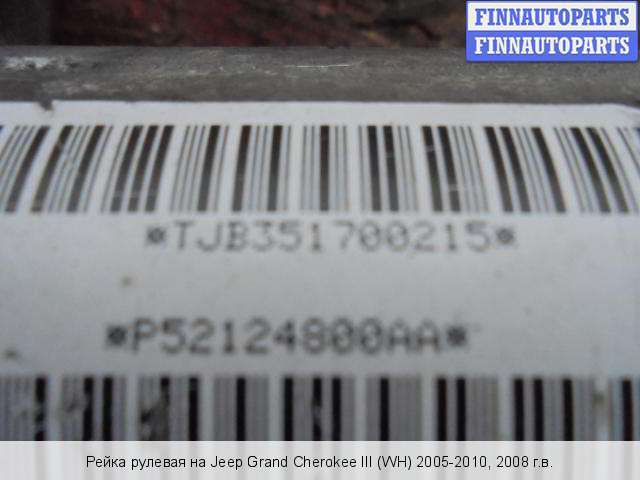 FINNAUTOPARTS
FINNAUTOPARTS
*TJB351700215*
*P52124800AA*
Рейка рулевая на Jeep Grand Cherokee III (WH) 2005-2010, 2008 г.в.